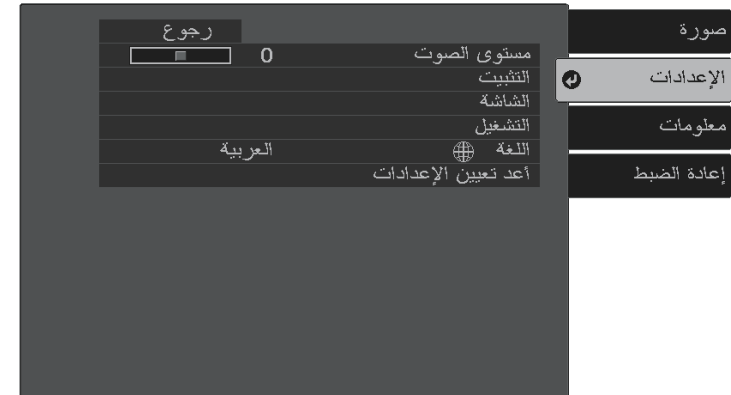 صورة
الإعدادات
معلومات
إعادة الضبط
رجوع
مستوى الصوت 0
التثبيت
الشاشة
التشغيل
اللغة العربية
أعد تعيين الإعدادات